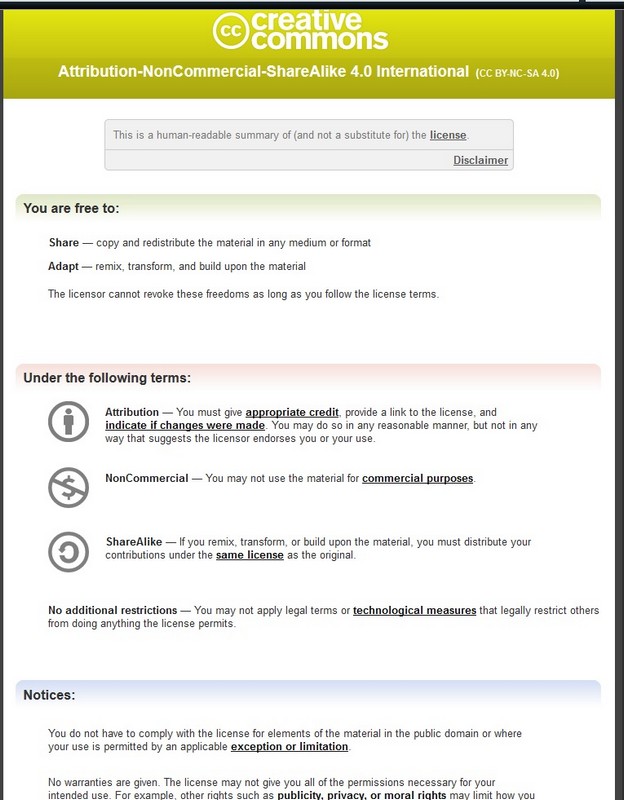 cc creative
commons
Attribution-NonCommercial-ShareAlike 4.0 International (CC BY-NC-SA 4.0)
This is a human-readable summary of (and not a substitute for) the license.
Disclaimer
You are free to:
Share — copy and redistribute the material in any medium or format
Adapt — remix, transform, and build upon the material
The licensor cannot revoke these freedoms as long as you follow the license terms.
Under the following terms:
Attribution — You must give appropriate credit, provide a link to the license, and
indicate if changes were made. You may do so in any reasonable manner, but not in any
way that suggests the licensor endorses you or your use.
NonCommercial — You may not use the material for commercial purposes.
ShareAlike — If you remix, transform, or build upon the material, you must distribute your
contributions under the same license as the original.
No additional restrictions — You may not apply legal terms or technological measures that legally restrict others
from doing anything the license permits.
Notices:
You do not have to comply with the license for elements of the material in the public domain or where
your use is permitted by an applicable exception or limitation.
No warranties are given. The license may not give you all of the permissions necessary for your
intended use. For example, other rights such as publicity, privacy, or moral rights may limit how you